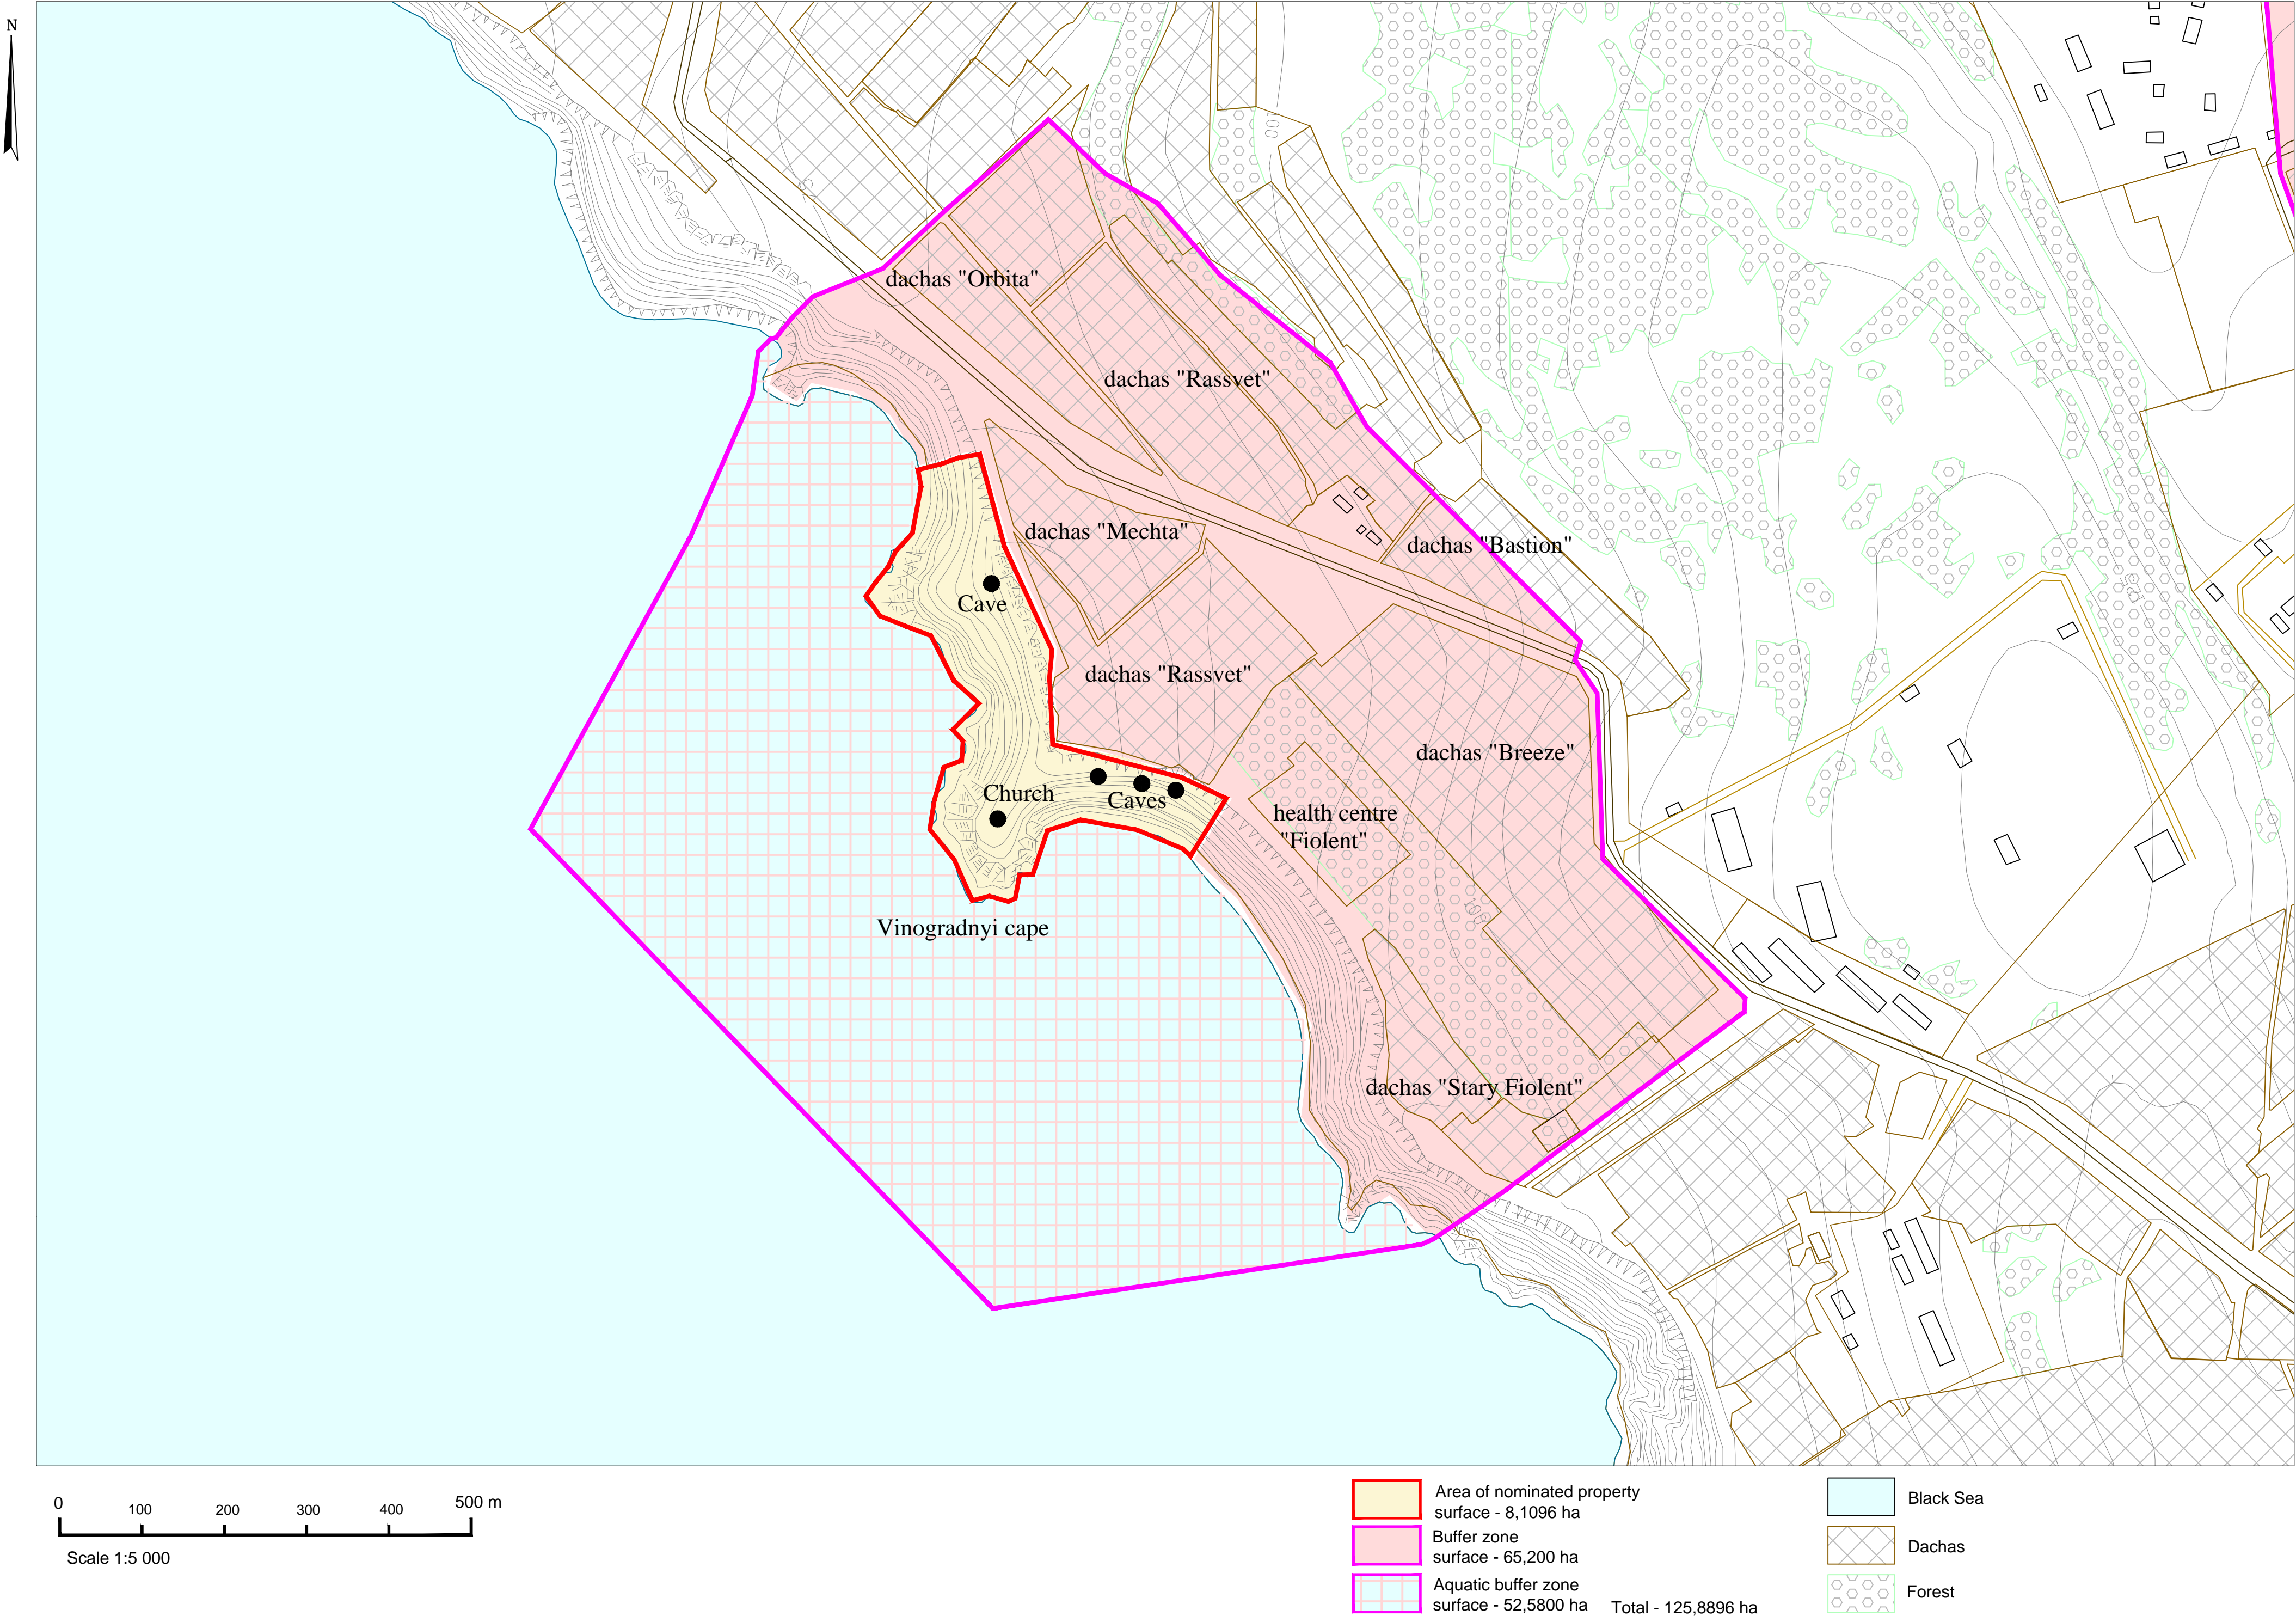 N
dachas "Orbita"
dachas "Rassvet"
dachas "Mechta"
dachas "Bastion"
Cave
dachas "Rassvet"
dachas "Breeze"
Church
Caves
health centre
"Fiolent"
Vinogradnyi cape
100
dachas "Stary Fiolent"
0 100 200 300 400 500 m
Scale 1:5 000
Area of nominated property
surface - 8,1096 ha
Buffer zone
surface - 65,200 ha
Aquatic buffer zone
surface - 52,5800 ha
Total - 125,8896 ha
Black Sea
Dachas
Forest